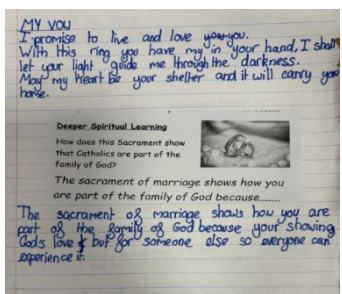 MY VOW
I promise to live and love you.
With this ring you have my in your hand, I shall
let your light guide me through the darkness.
May my heart be your shelter and it will carry you
home.
Deeper Spiritual Learning
How does this Sacrament show
that Catholics are part of the
family of God?
The sacrament of marriage shows how you
are part of the family of God because.......
The sacrament of marriage shows how you are
part of the family of God because your showing
Gods love but for someone else so everyone can
experience it.